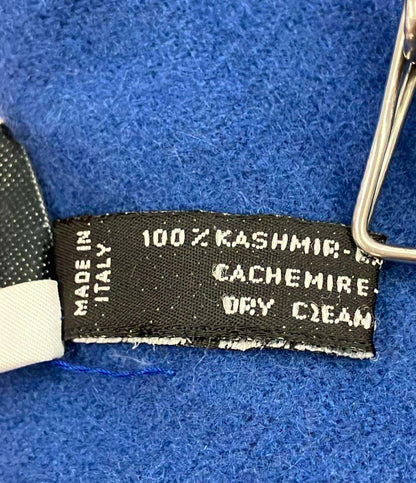 MADE IN
ITALY
100% KASHMIR-
CACHEMIRE-
DRY CLEAN